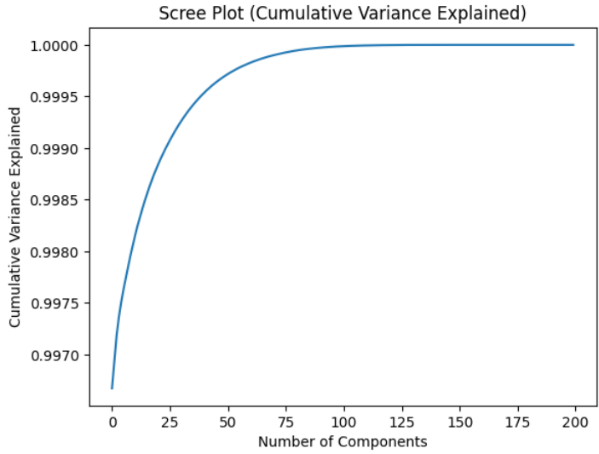 Scree Plot (Cumulative Variance Explained)
Cumulative Variance Explained
1.0000
0.9995
0.9990
0.9985
0.9980
0.9975
0.9970
0 25 50 75 100 125 150 175 200
Number of Components